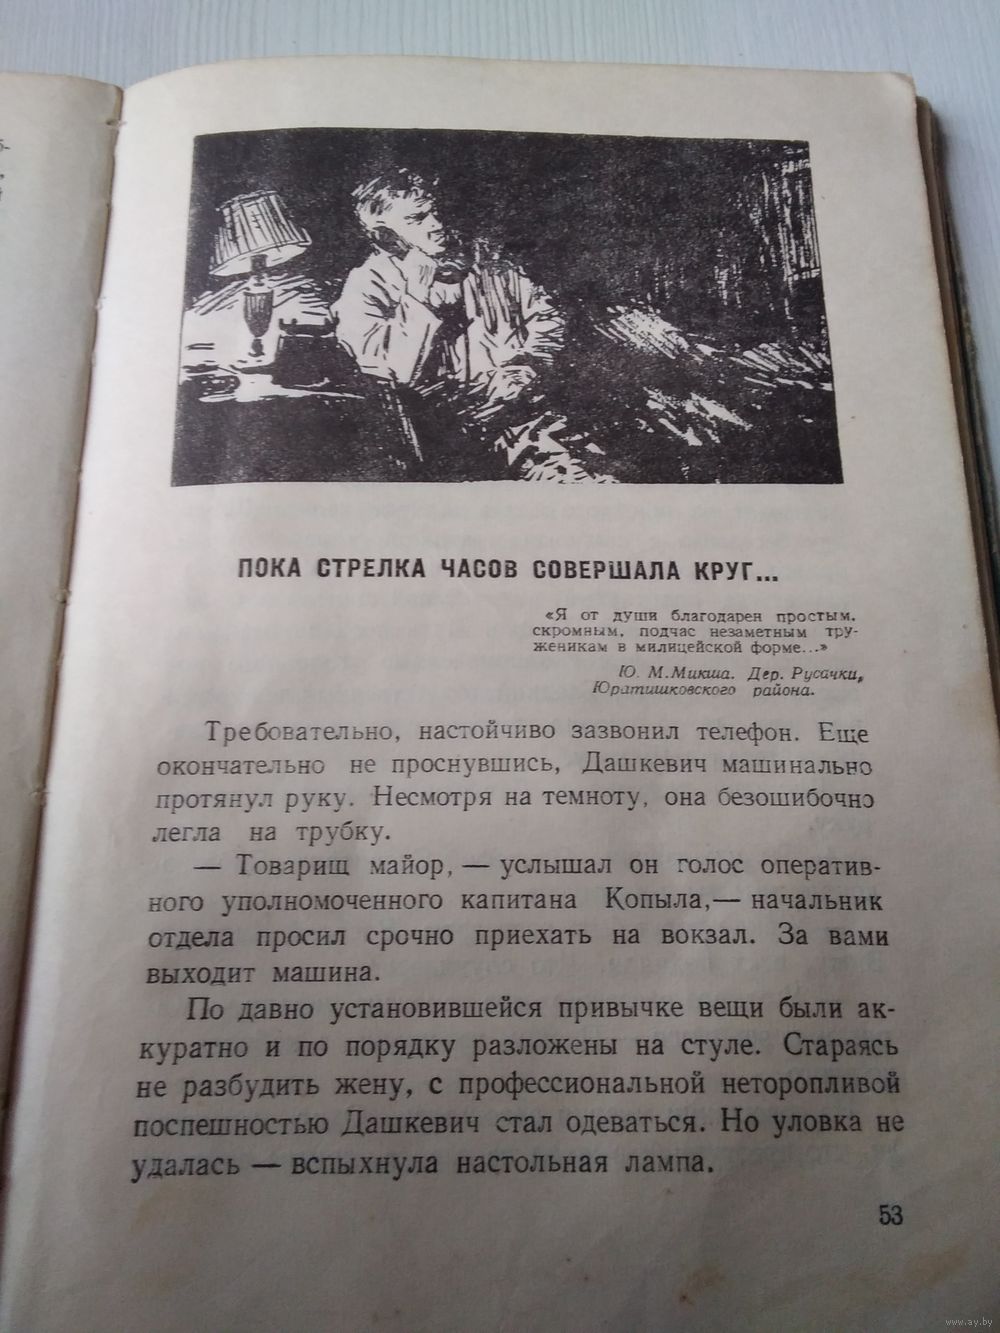 ПОКА СТРЕЛКА ЧАСОВ СОВЕРШАЛА КРУГ...
«Я от души благодарен простым,
скромным, подчас незаметным тру-
женикам в милицейской форме...»
Ю. М.Микша. Дер. Русачки,
Юратишковского района.
Требовательно, настойчиво зазвонил телефон. Еще
окончательно не проснувшись, Дашкевич машинально
протянул руку. Несмотря на темноту, она безошибочно
легла на трубку.
— Товарищ майор, — услышал он голос оператив-
ного уполномоченного капитана Копыла,— начальник
отдела просил срочно приехать на вокзал. За вами
выходит машина.
По давно установившейся привычке вещи были ак-
куратно и по порядку разложены на стуле. Стараясь
не разбудить жену, с профессиональной неторопливой
поспешностью Дашкевич стал одеваться. Но уловка не
удалась — вспыхнула настольная лампа.
53
www.ay.by